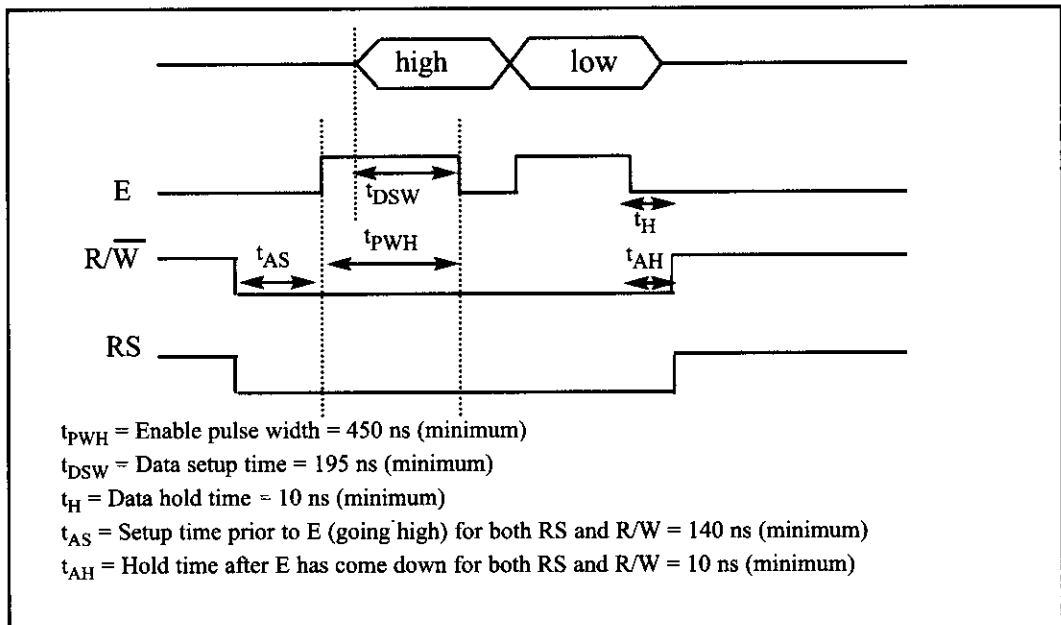 high low
E
tDSW
tH
tPWH
R/W̅
tAS
tAH
RS
tPWH = Enable pulse width = 450 ns (minimum)
tDSW = Data setup time = 195 ns (minimum)
tH = Data hold time = 10 ns (minimum)
tAS = Setup time prior to E (going high) for both RS and R/W = 140 ns (minimum)
tAH = Hold time after E has come down for both RS and R/W = 10 ns (minimum)